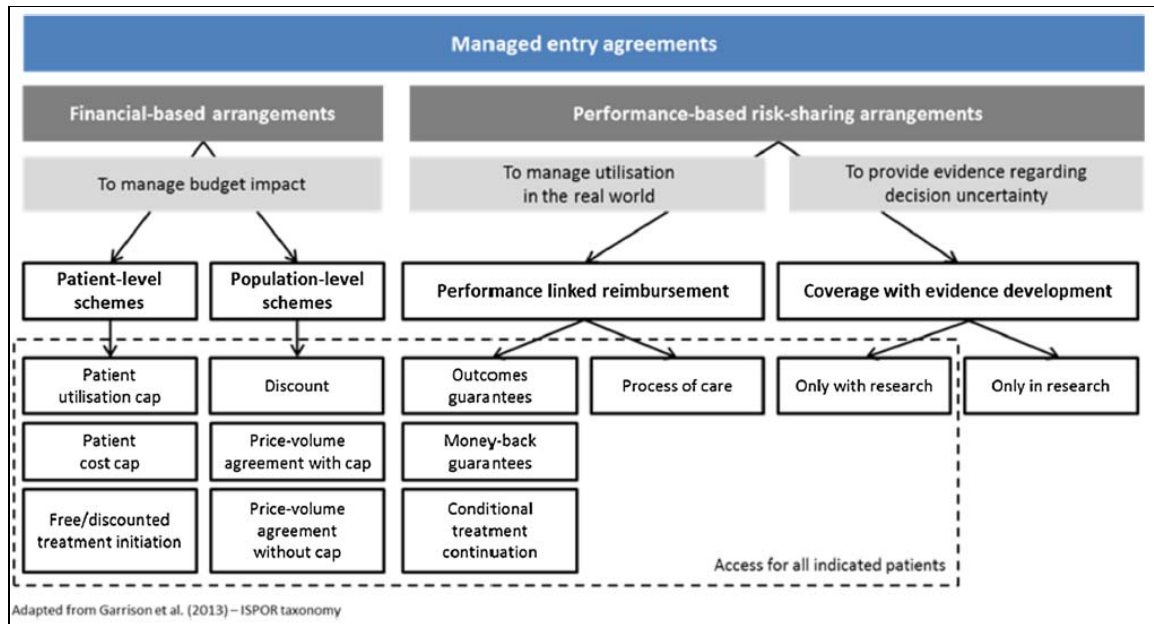 Managed entry agreements
Financial-based arrangements
Performance-based risk-sharing arrangements
To manage budget impact
To manage utilisation
in the real world
To provide evidence regarding
decision uncertainty
Patient-level
schemes
Population-level
schemes
Performance linked reimbursement
Coverage with evidence development
Patient
utilisation cap
Discount
Outcomes
guarantees
Process of care
Only with research
Only in research
Patient
cost cap
Price-volume
agreement with cap
Money-back
guarantees
Free/discounted
treatment initiation
Price-volume
agreement
without cap
Conditional
treatment
continuation
Access for all indicated patients
Adapted from Garrison et al. (2013) – ISPOR taxonomy